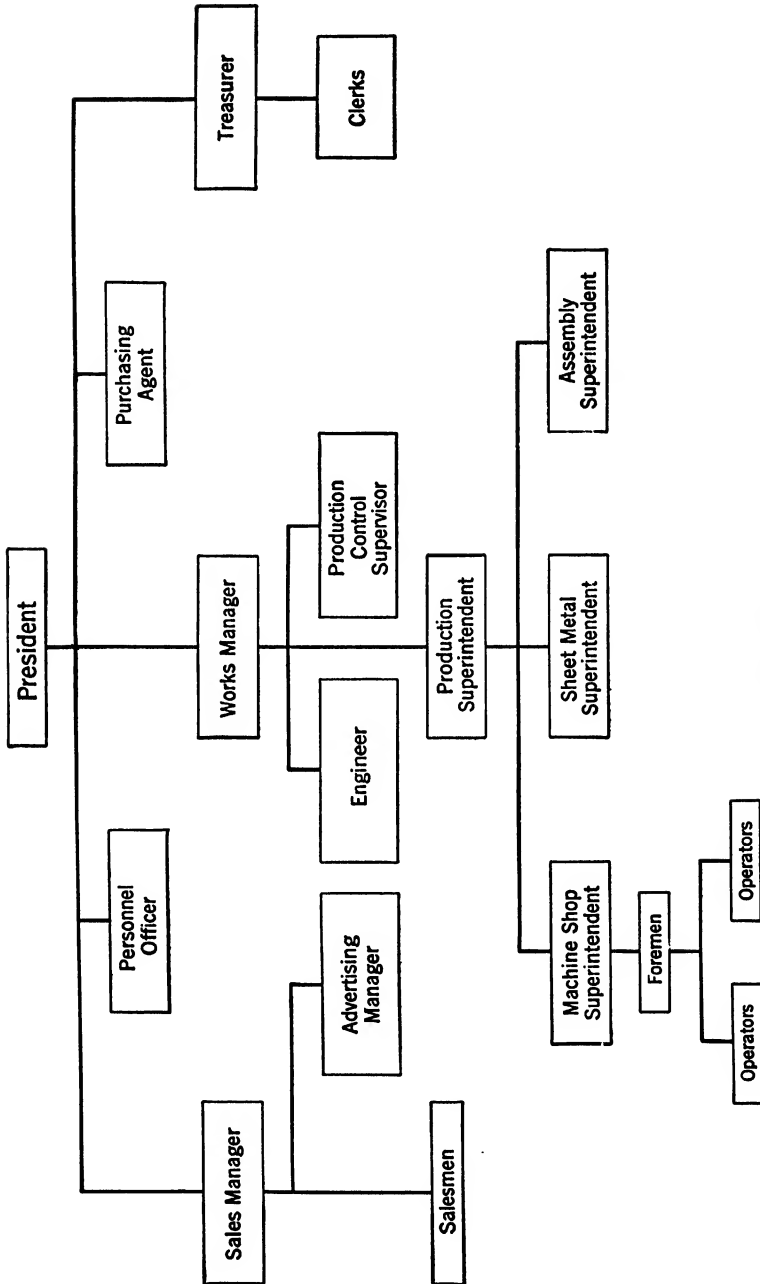 President
Personnel
Officer
Purchasing
Agent
Sales Manager
Works Manager
Treasurer
Advertising
Manager
Engineer
Production
Control
Supervisor
Clerks
Salesmen
Production
Superintendent
Machine Shop
Superintendent
Sheet Metal
Superintendent
Assembly
Superintendent
Foremen
Operators
Operators